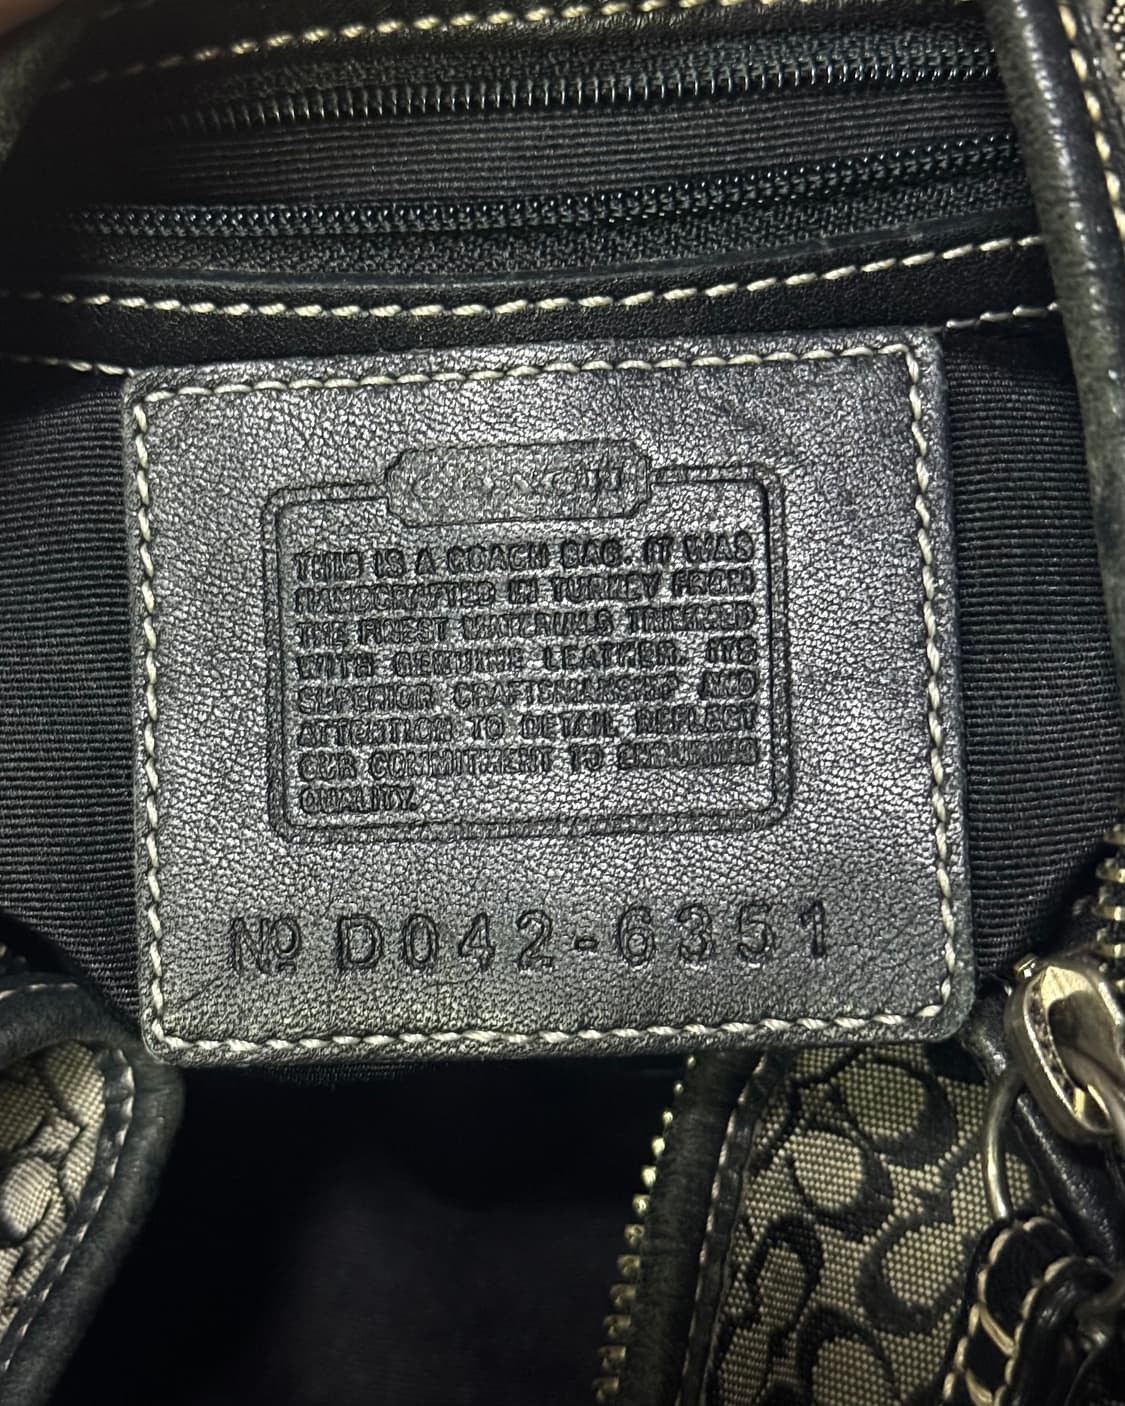 COACH
THIS IS A COACH BAG. IT WAS
HANDCRAFTED IN TURKEY FROM
THE FINEST MATERIALS TRIMMED
WITH GENUINE LEATHER. ITS
SUPERIOR CRAFTSMANSHIP AND
ATTENTION TO DETAIL REFLECT
OUR COMMITMENT TO ENDURING
QUALITY.
Nº D042-6351